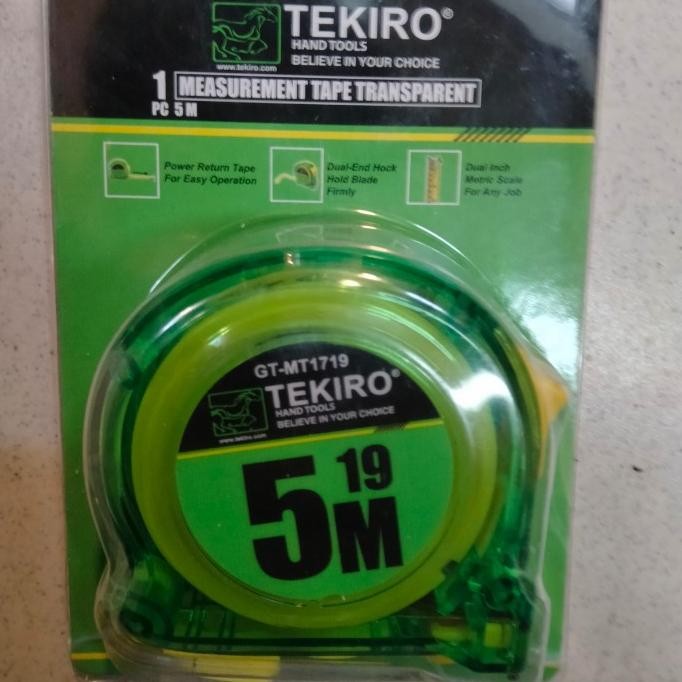 TEKIRO®
HAND TOOLS
BELIEVE IN YOUR CHOICE
www.tekiro.com
1 PC 5 M
MEASUREMENT TAPE TRANSPARENT
Power Return Tape
For Easy Operation
Dual-End Hock
Hold Blade
Firmly
Dual Inch
Metric Scale
For Any Job
GT-MT1719
TEKIRO®
HAND TOOLS
BELIEVE IN YOUR CHOICE
www.tekiro.com
5 M
19